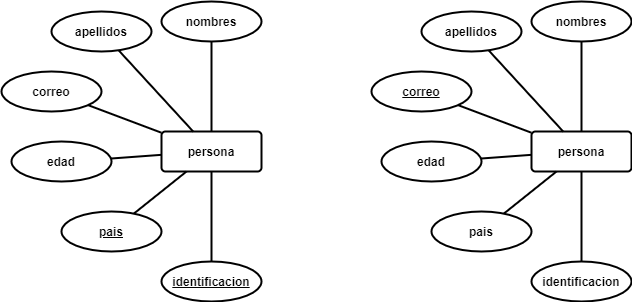 nombres
apellidos
correo
edad
persona
pais
identificacion
nombres
apellidos
correo
edad
persona
pais
identificacion